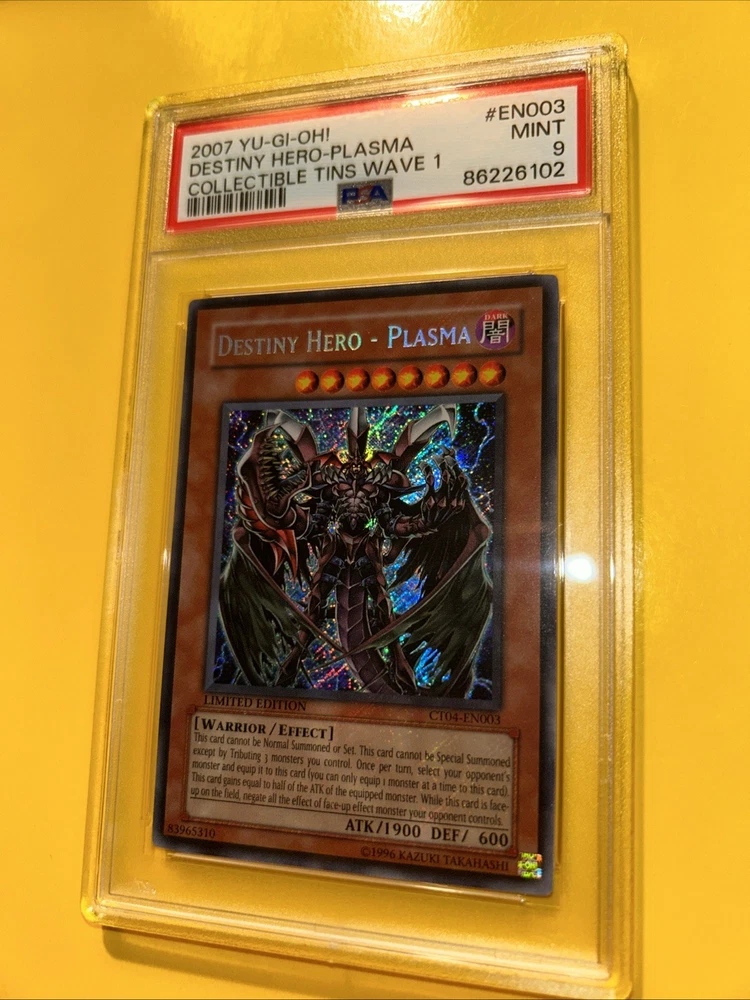 2007 YU-GI-OH! #EN003
DESTINY HERO-PLASMA MINT
COLLECTIBLE TINS WAVE 1 9
PSA 86226102
DESTINY HERO - PLASMA
DARK
闇
LIMITED EDITION CT04-EN003
[WARRIOR/EFFECT]
This card cannot be Normal Summoned or Set. This card cannot be Special Summoned
except by Tributing 3 monsters you control. Once per turn, select your opponent's
monster and equip it to this card (you can only equip 1 monster at a time to this card).
This card gains equal to half of the ATK of the equipped monster. While this card is face-
up on the field, negate all the effect of face-up effect monster your opponent controls.
ATK/1900 DEF/ 600
83965310 ©1996 KAZUKI TAKAHASHI